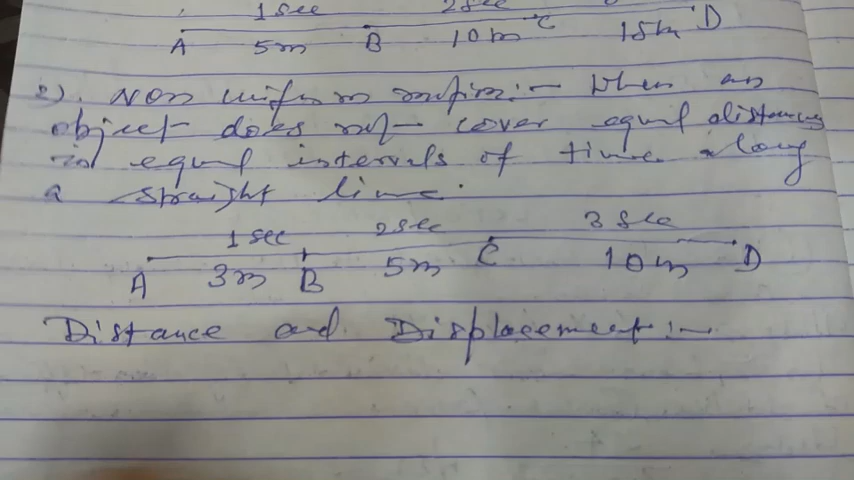 1 sec 2 sec
A 5m B 10m C 15m D
2). Non uniform motion:- When an
object does not cover equal distances
in equal intervals of time along
a straight line.
1 sec 2 sec 3 sec
A 3m B 5m C 10m D
Distance and Displacement:-